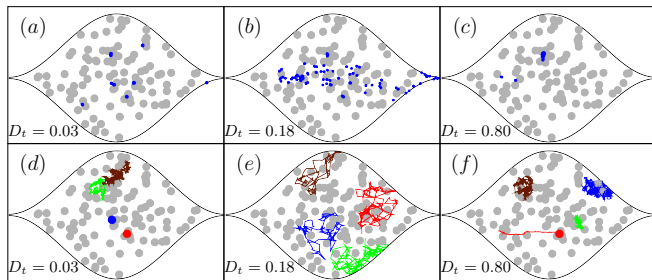 (a)
(b)
(c)
D_t = 0.03
D_t = 0.18
D_t = 0.80
(d)
(e)
(f)
D_t = 0.03
D_t = 0.18
D_t = 0.80